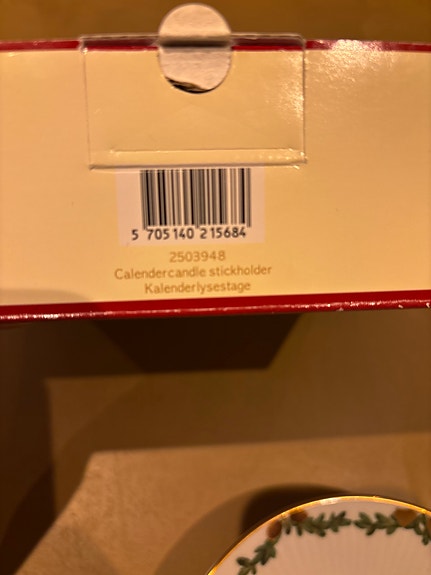 5 705140 215684
2503948
Calendercandle stickholder
Kalenderlysestage